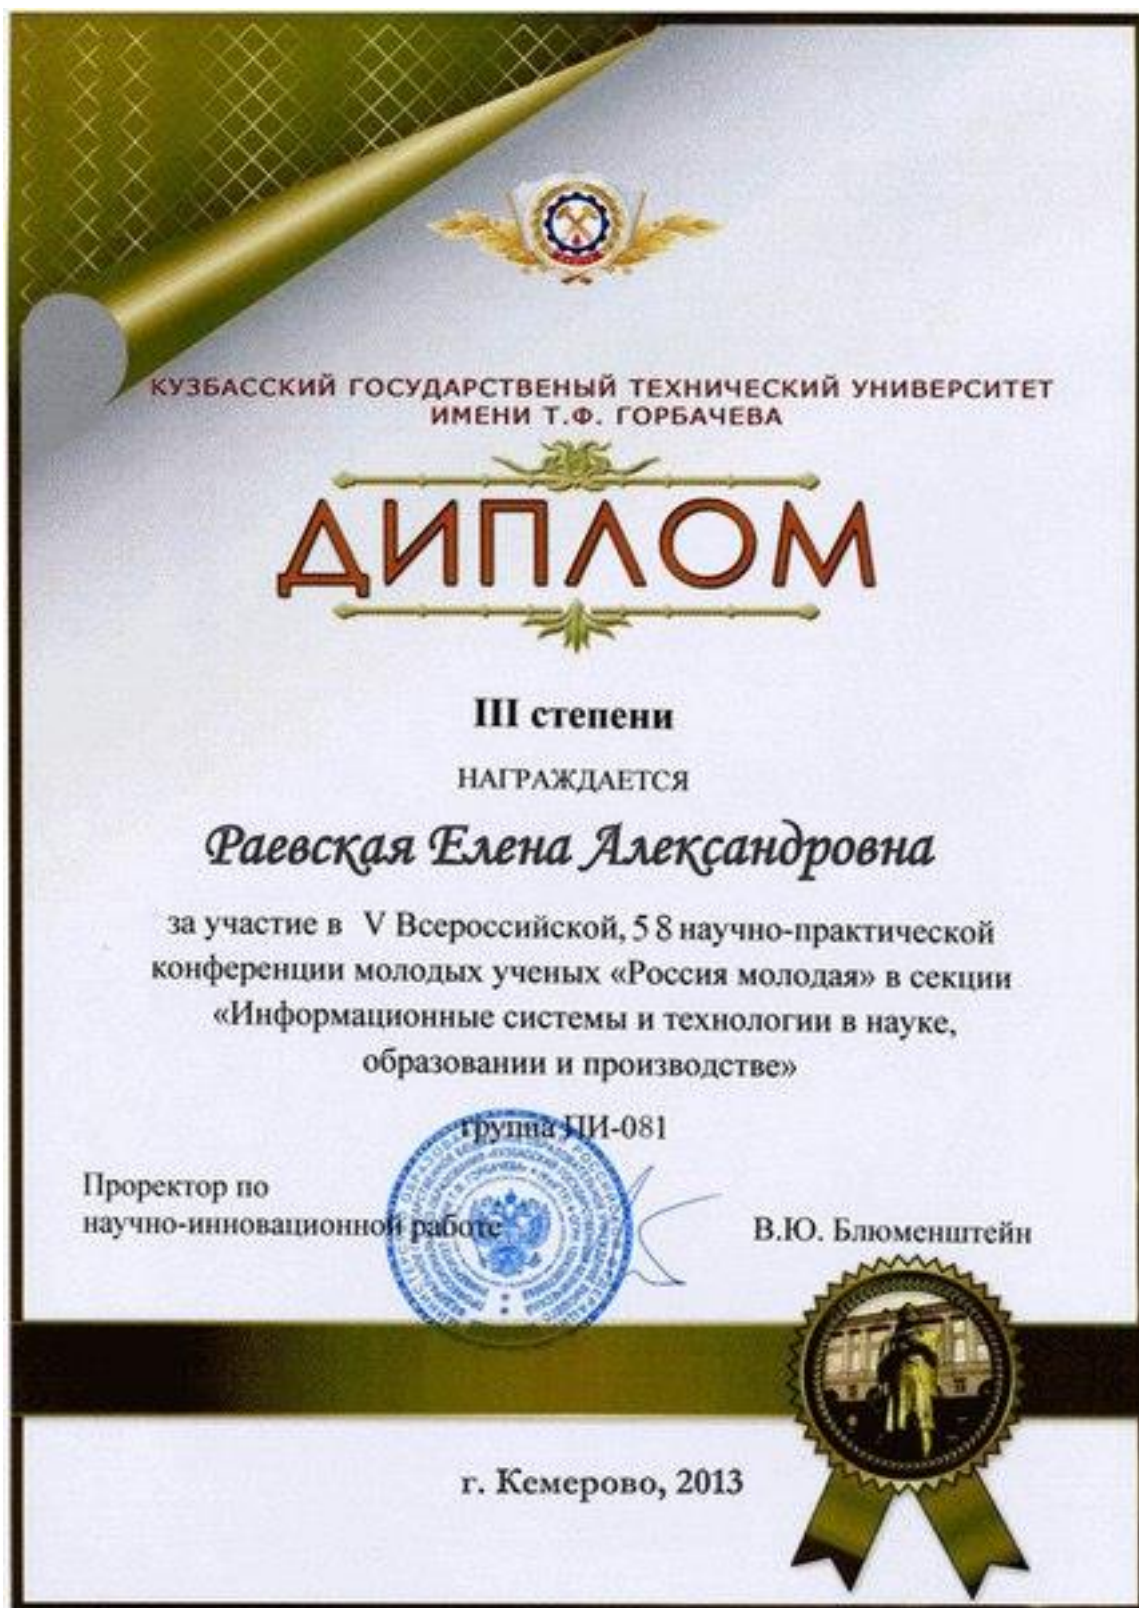 КУЗБАССКИЙ ГОСУДАРСТВЕНЫЙ ТЕХНИЧЕСКИЙ УНИВЕРСИТЕТ
ИМЕНИ Т.Ф. ГОРБАЧЕВА
ДИПЛОМ
III степени
НАГРАЖДАЕТСЯ
Раевская Елена Александровна
за участие в V Всероссийской, 58 научно-практической
конференции молодых ученых «Россия молодая» в секции
«Информационные системы и технологии в науке,
образовании и производстве»
группа ПИ-081
Проректор по
научно-инновационной работе
В.Ю. Блюменштейн
г. Кемерово, 2013